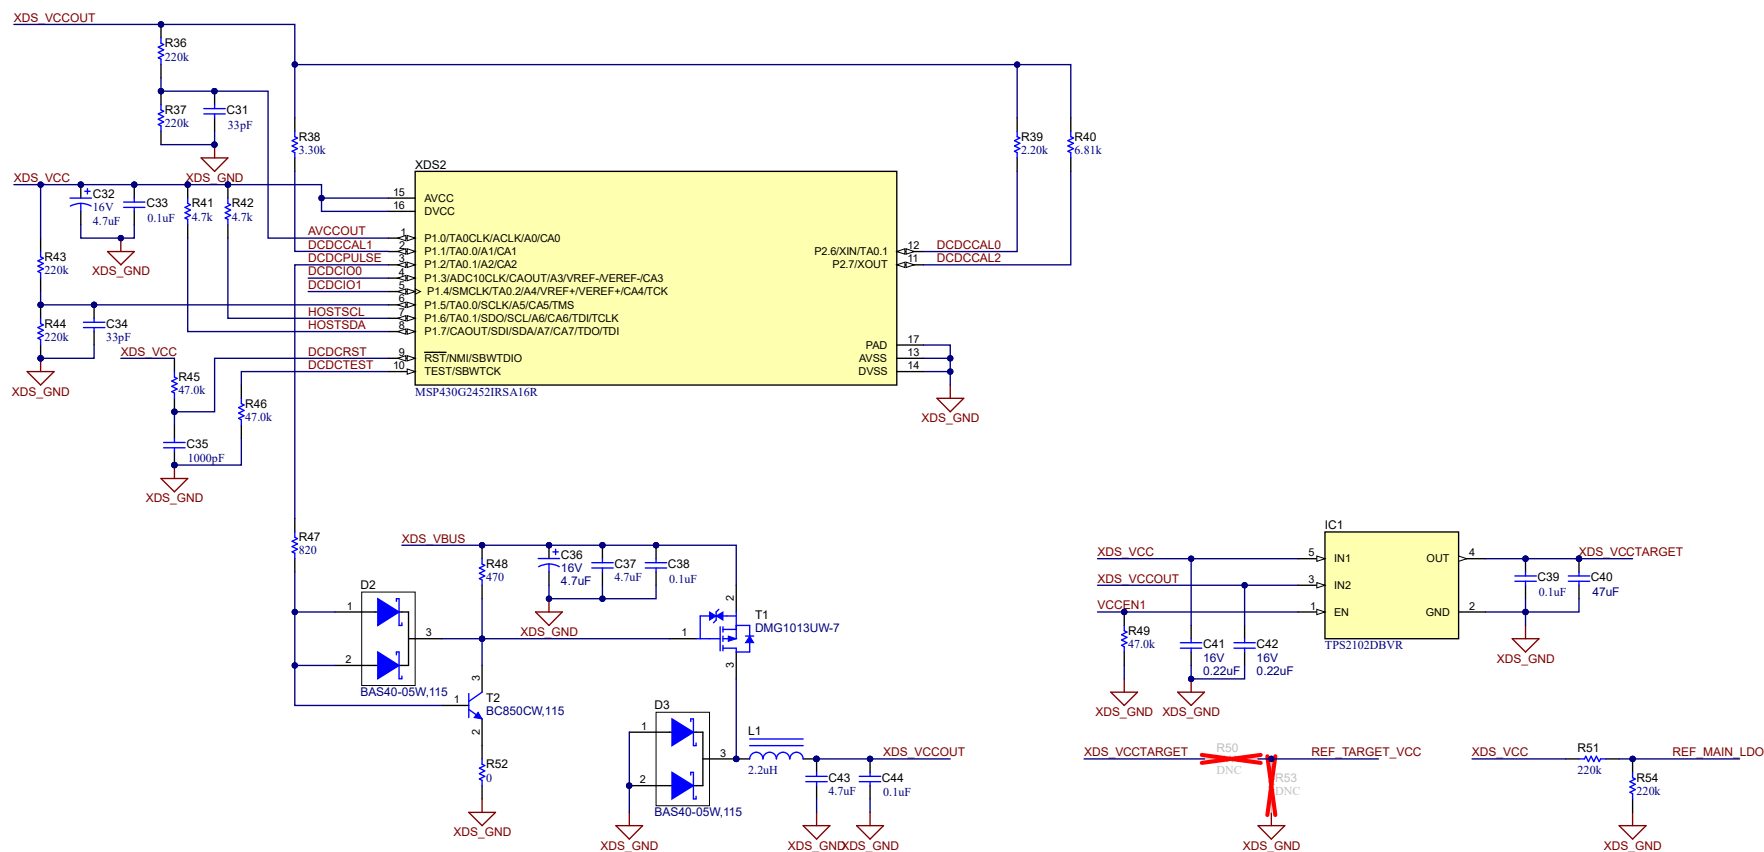 XDS_VCCOUT
R36
220k
R37
220k
C31
33pF
XDS_GND
R38
3.30k
R39
2.20k
R40
6.81k
XDS_VCC
C32
16V
4.7uF
C33
0.1uF
R41
4.7k
R42
4.7k
XDS_GND
R43
220k
R44
220k
C34
33pF
XDS_GND
XDS_VCC
R45
47.0k
R46
47.0k
C35
1000pF
XDS_GND
AVCCOUT
DCDCCAL1
DCDCPULSE
DCDCIO0
DCDCIO1
HOSTSCL
HOSTSDA
DCDCRST
DCDCTEST
XDS2
15 AVCC
16 DVCC
1 P1.0/TA0CLK/ACLK/A0/CA0
2 P1.1/TA0.0/A1/CA1
3 P1.2/TA0.1/A2/CA2
4 P1.3/ADC10CLK/CAOUT/A3/VREF-/VEREF-/CA3
5 P1.4/SMCLK/TA0.2/A4/VREF+/VEREF+/CA4/TCK
6 P1.5/TA0.0/SCLK/A5/CA5/TMS
7 P1.6/TA0.1/SDO/SCL/A6/CA6/TDI/TCLK
8 P1.7/CAOUT/SDI/SDA/A7/CA7/TDO/TDI
9 RST/NMI/SBWTDIO
10 TEST/SBWTCK
P2.6/XIN/TA0.1 12 DCDCCAL0
P2.7/XOUT 11 DCDCCAL2
PAD 17
AVSS 13
DVSS 14
MSP430G2452IRSA16R
XDS_GND
R47
820
XDS_VBUS
R48
470
C36
16V
4.7uF
C37
4.7uF
C38
0.1uF
XDS_GND
D2
1
2
3
BAS40-05W,115
1
2
3
T1
DMG1013UW-7
1
3
2
T2
BC850CW,115
R52
0
XDS_GND
D3
1
2
3
BAS40-05W,115
XDS_GND
L1
2.2uH
XDS_VCCOUT
C43
4.7uF
C44
0.1uF
XDS_GND
XDS_GND
IC1
XDS_VCC
XDS_VCCOUT
VCCEN1
5 IN1
3 IN2
1 EN
OUT 4
GND 2
TPS2102DBVR
XDS_VCCTARGET
C39
0.1uF
C40
47uF
XDS_GND
R49
47.0k
C41
16V
0.22uF
C42
16V
0.22uF
XDS_GND
XDS_GND
XDS_VCCTARGET
R50
DNC
REF_TARGET_VCC
R53
DNC
XDS_GND
XDS_VCC
R51
220k
REF_MAIN_LDO
R54
220k
XDS_GND